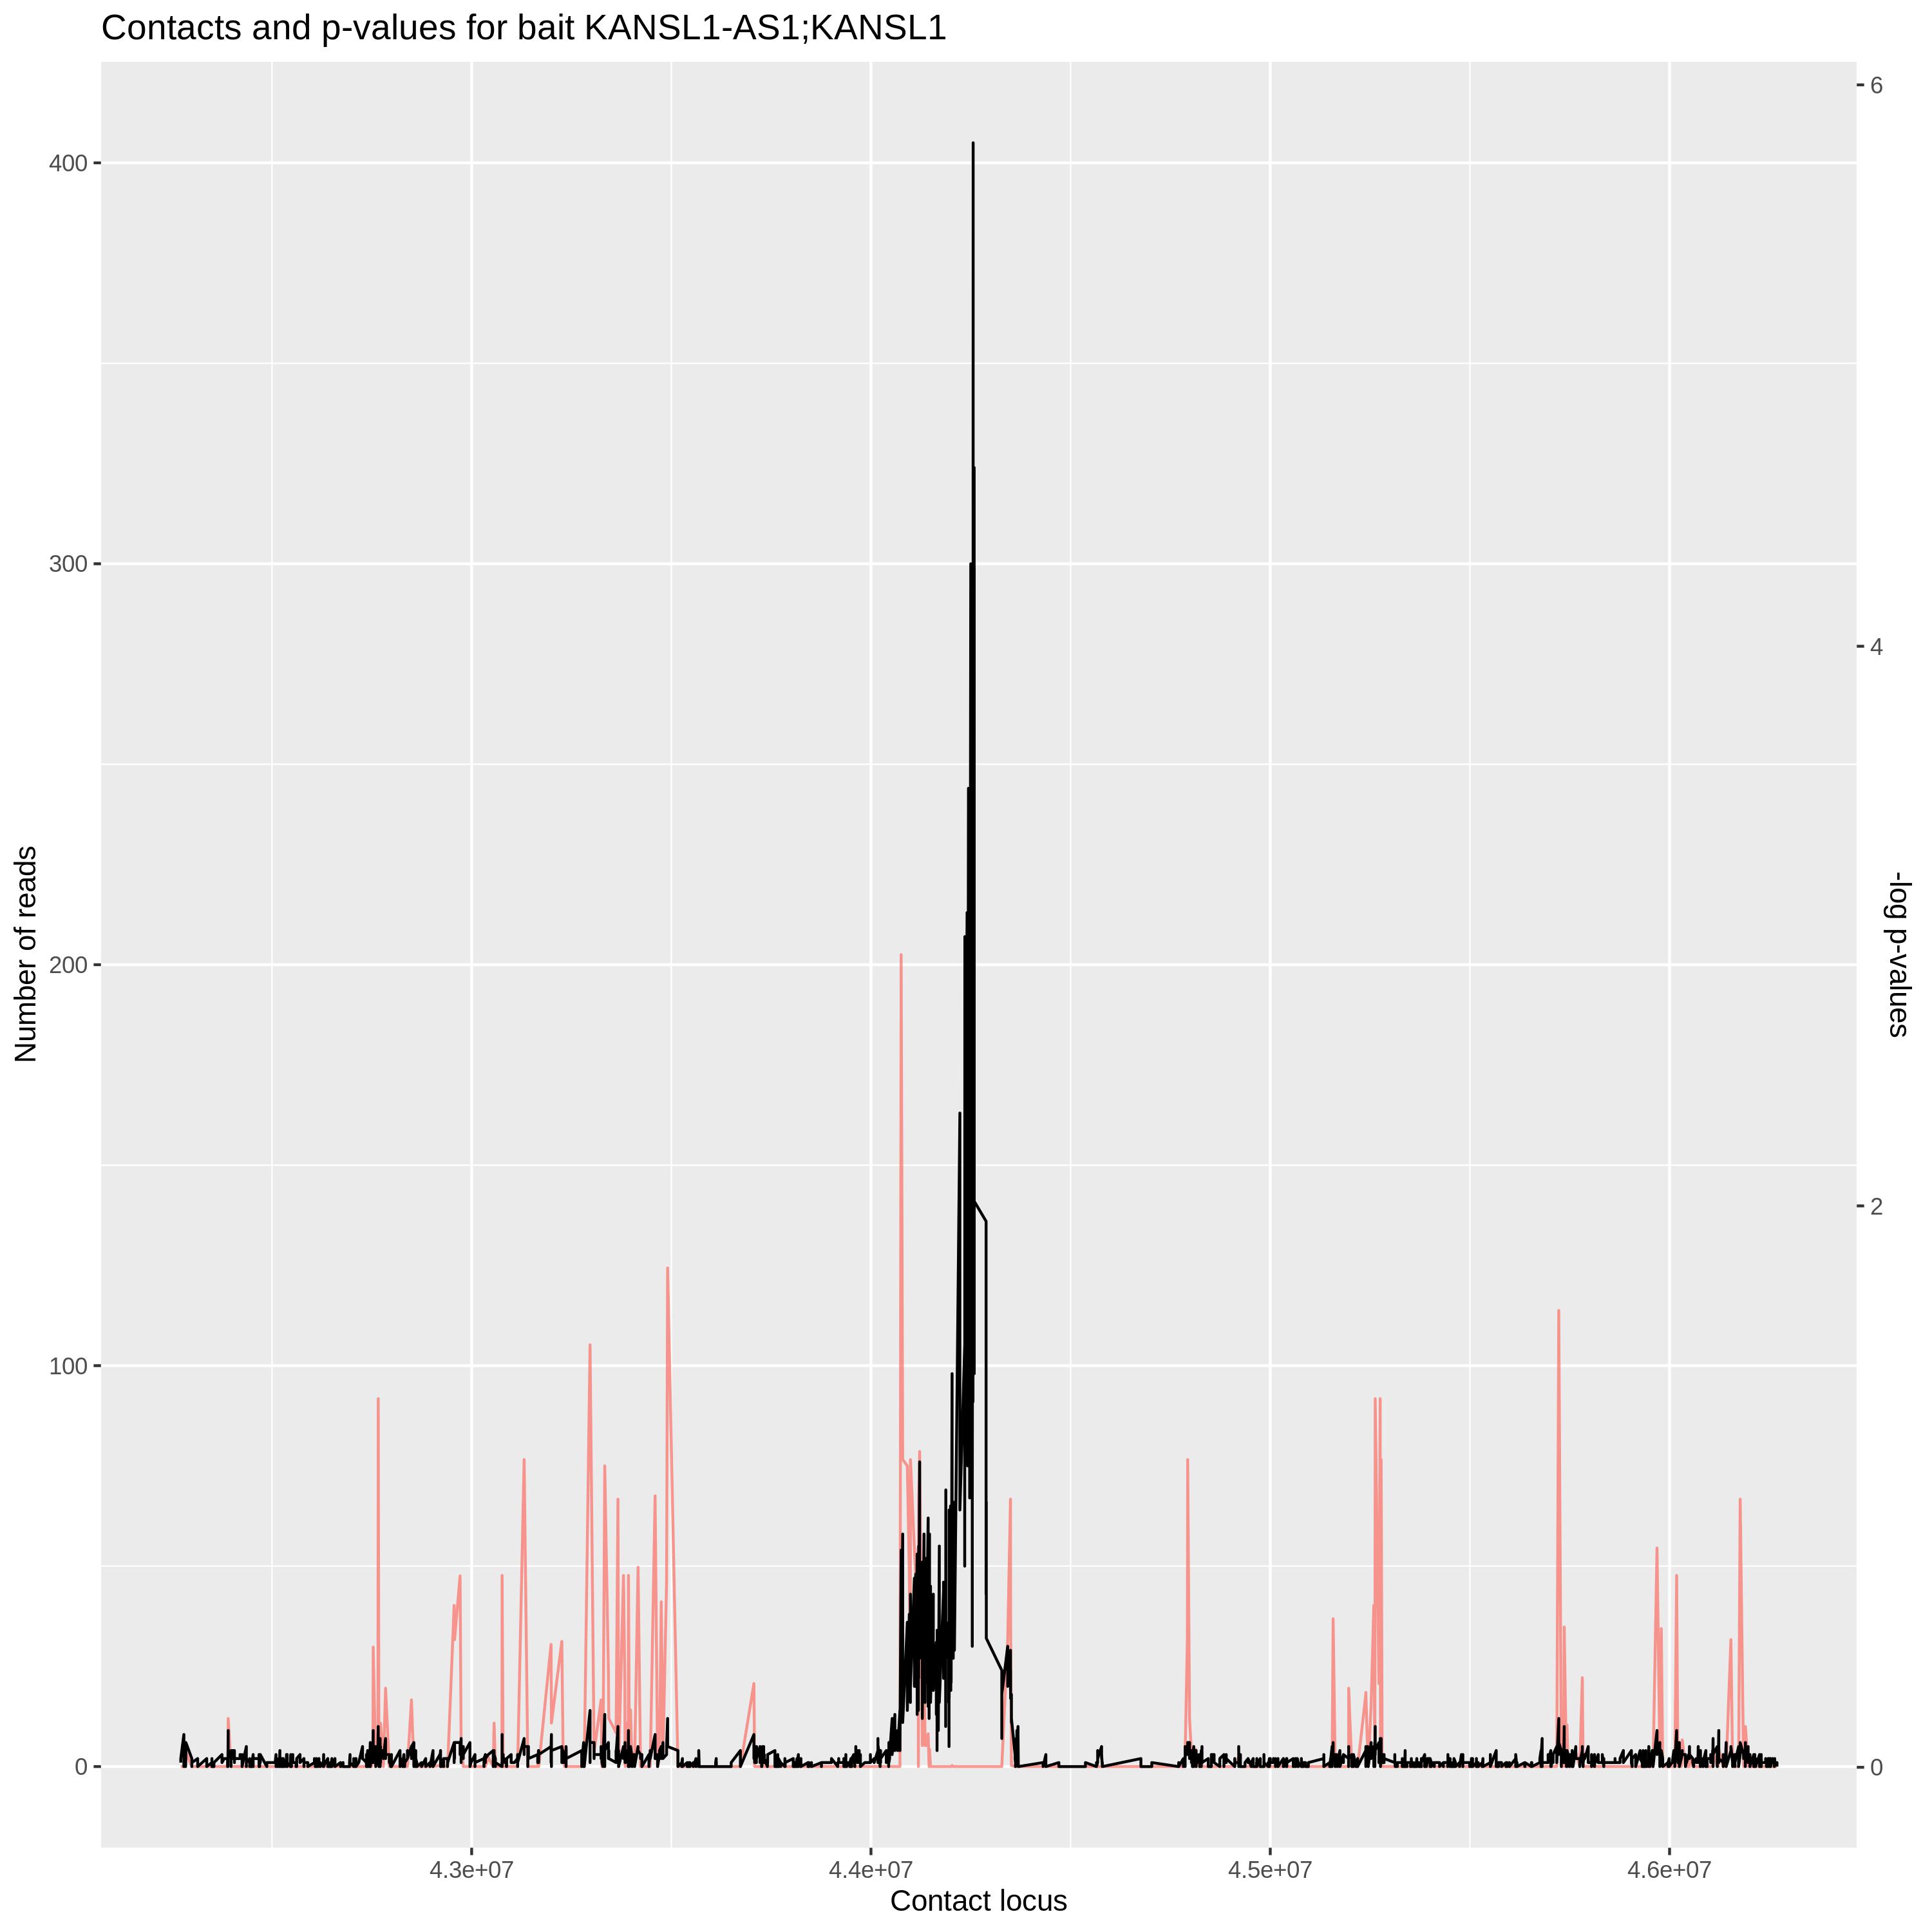 Contacts and p-values for bait KANSL1-AS1;KANSL1
6
400
300
4
Number of reads
-log p-values
200
2
100
0
0
4.3e+07
4.4e+07
4.5e+07
4.6e+07
Contact locus